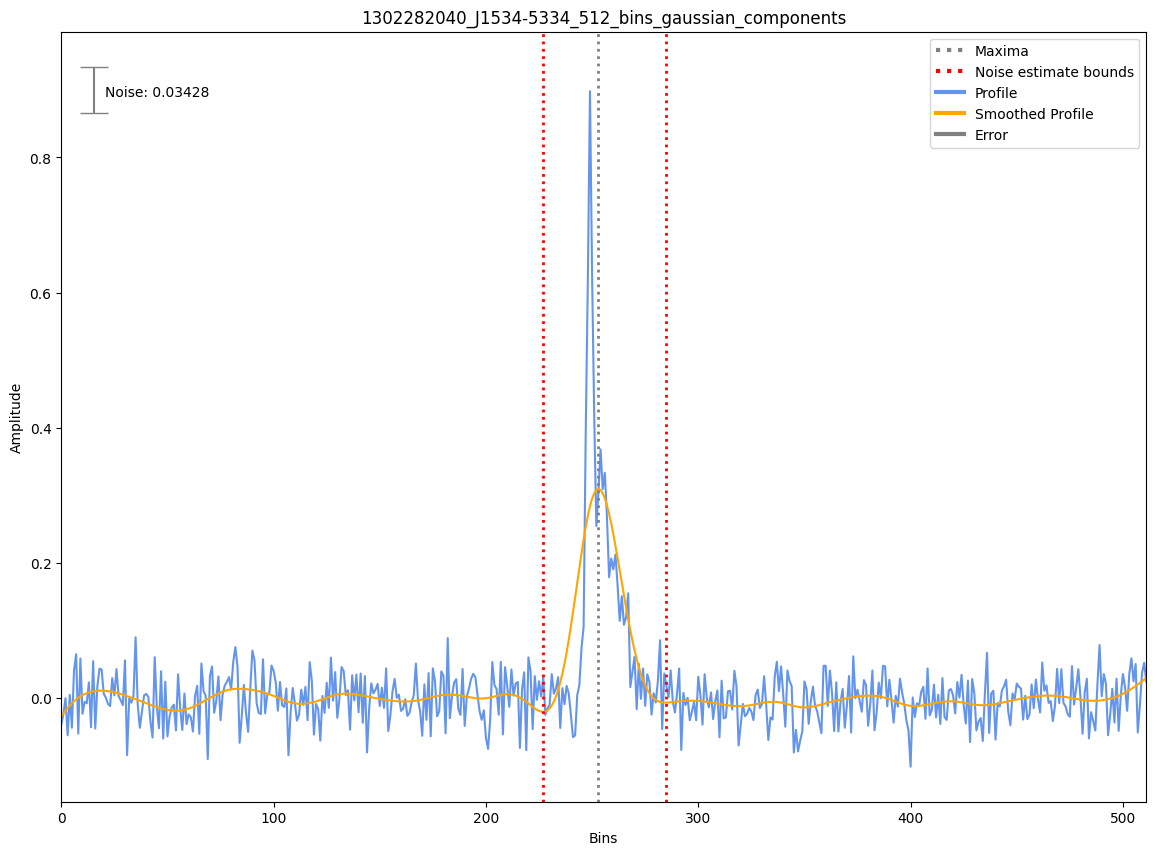 1302282040_J1534-5334_512_bins_gaussian_components
Noise: 0.03428
Maxima
Noise estimate bounds
Profile
Smoothed Profile
Error
Amplitude
0.8
0.6
0.4
0.2
0.0
0 100 200 300 400 500
Bins